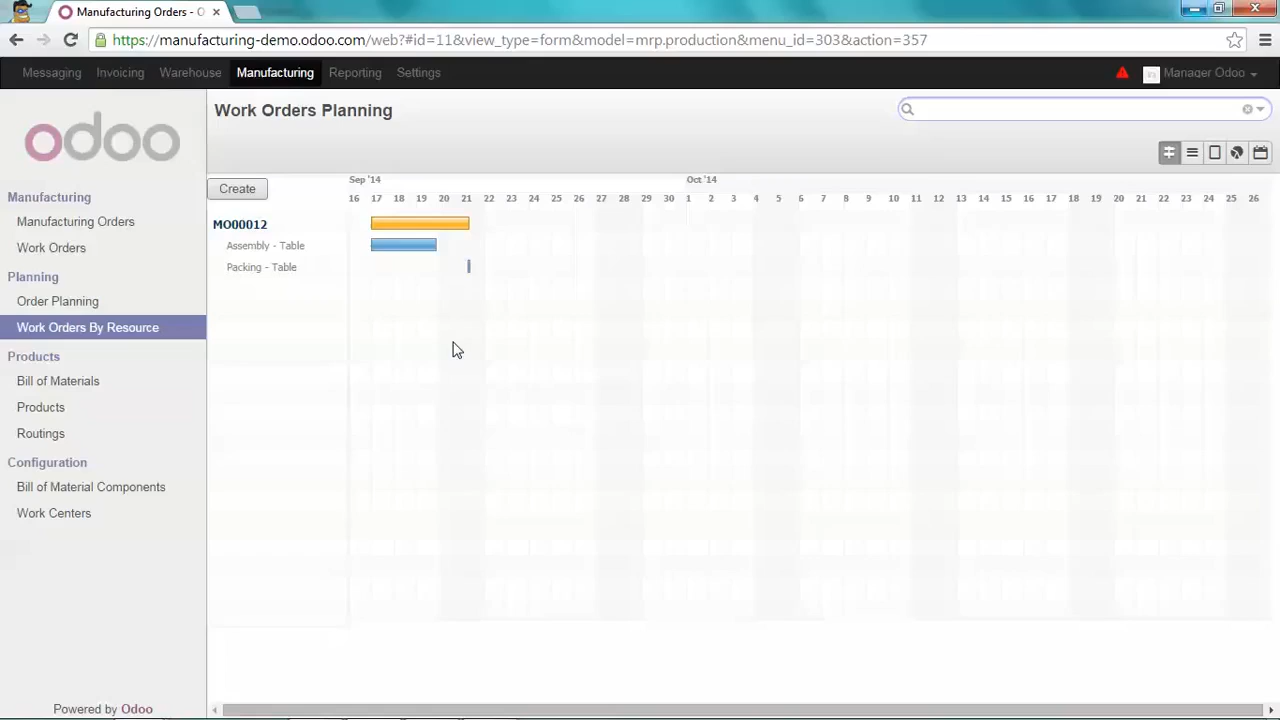 Manufacturing Orders - O
https://manufacturing-demo.odoo.com/web?#id=11&view_type=form&model=mrp.production&menu_id=303&action=357
Messaging Invoicing Warehouse Manufacturing Reporting Settings Manager Odoo
odoo
Work Orders Planning
Manufacturing
Manufacturing Orders
Work Orders
Planning
Order Planning
Work Orders By Resource
Products
Bill of Materials
Products
Routings
Configuration
Bill of Material Components
Work Centers
Powered by Odoo
Create
Sep '14 Oct '14
16 17 18 19 20 21 22 23 24 25 26 27 28 29 30 1 2 3 4 5 6 7 8 9 10 11 12 13 14 15 16 17 18 19 20 21 22 23 24 25 26
MO00012
Assembly - Table
Packing - Table